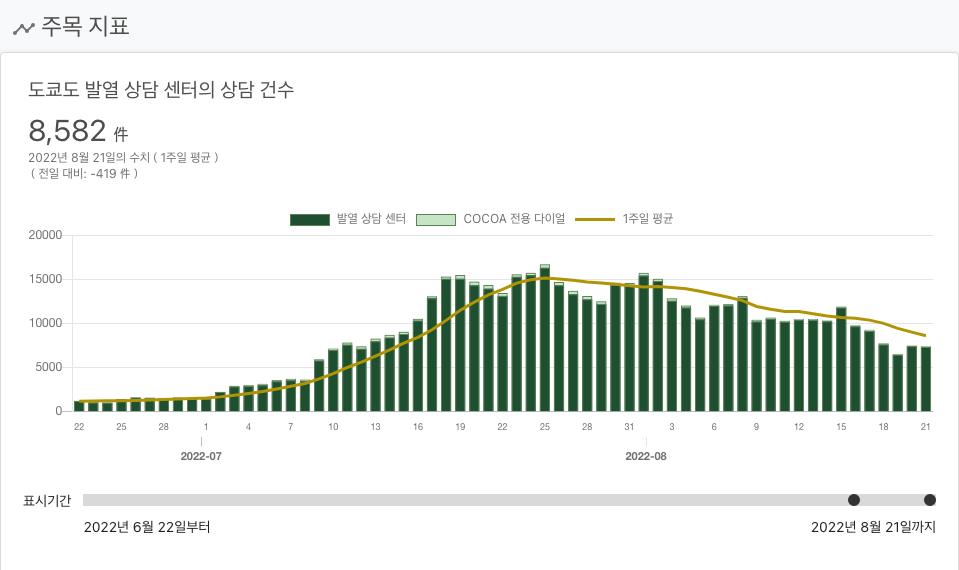 주목 지표
도쿄도 발열 상담 센터의 상담 건수
8,582 件
2022년 8월 21일의 수치 ( 1주일 평균 )
( 전일 대비: -419 件 )
발열 상담 센터 COCOA 전용 다이얼 1주일 평균
20000
15000
10000
5000
0
22 25 28 1 4 7 10 13 16 19 22 25 28 31 3 6 9 12 15 18 21
2022-07 2022-08
표시기간
2022년 6월 22일부터 2022년 8월 21일까지